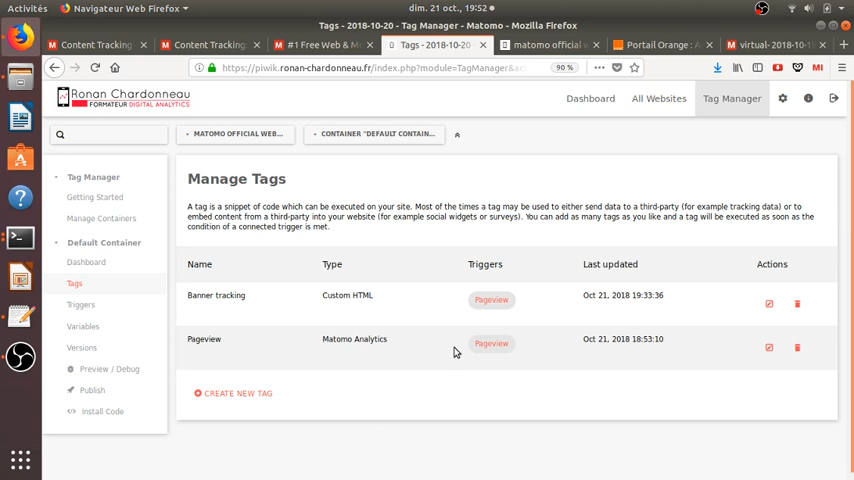 Activités
Navigateur Web Firefox
dim. 21 oct., 19:52
Tags - 2018-10-20 - Tag Manager - Matomo - Mozilla Firefox
Content Tracking
Content Tracking:
#1 Free Web & Mo
Tags - 2018-10-20
matomo official w
Portail Orange : A
virtual- 2018-10-1
https://piwik.ronan-chardonneau.fr/index.php?module=TagManager&ac
90 %
Ronan Chardonneau
FORMATEUR DIGITAL ANALYTICS
Dashboard
All Websites
Tag Manager
MATOMO OFFICIAL WEB...
CONTAINER "DEFAULT CONTAIN...
Tag Manager
Getting Started
Manage Containers
Default Container
Dashboard
Tags
Triggers
Variables
Versions
Preview / Debug
Publish
Install Code
Manage Tags
A tag is a snippet of code which can be executed on your site. Most of the times a tag may be used to either send data to a third-party (for example tracking data) or to
embed content from a third-party into your website (for example social widgets or surveys). You can add as many tags as you like and a tag will be executed as soon as the
condition of a connected trigger is met.
Name Type Triggers Last updated Actions
Banner tracking Custom HTML Pageview Oct 21, 2018 19:33:36
Pageview Matomo Analytics Pageview Oct 21, 2018 18:53:10
CREATE NEW TAG